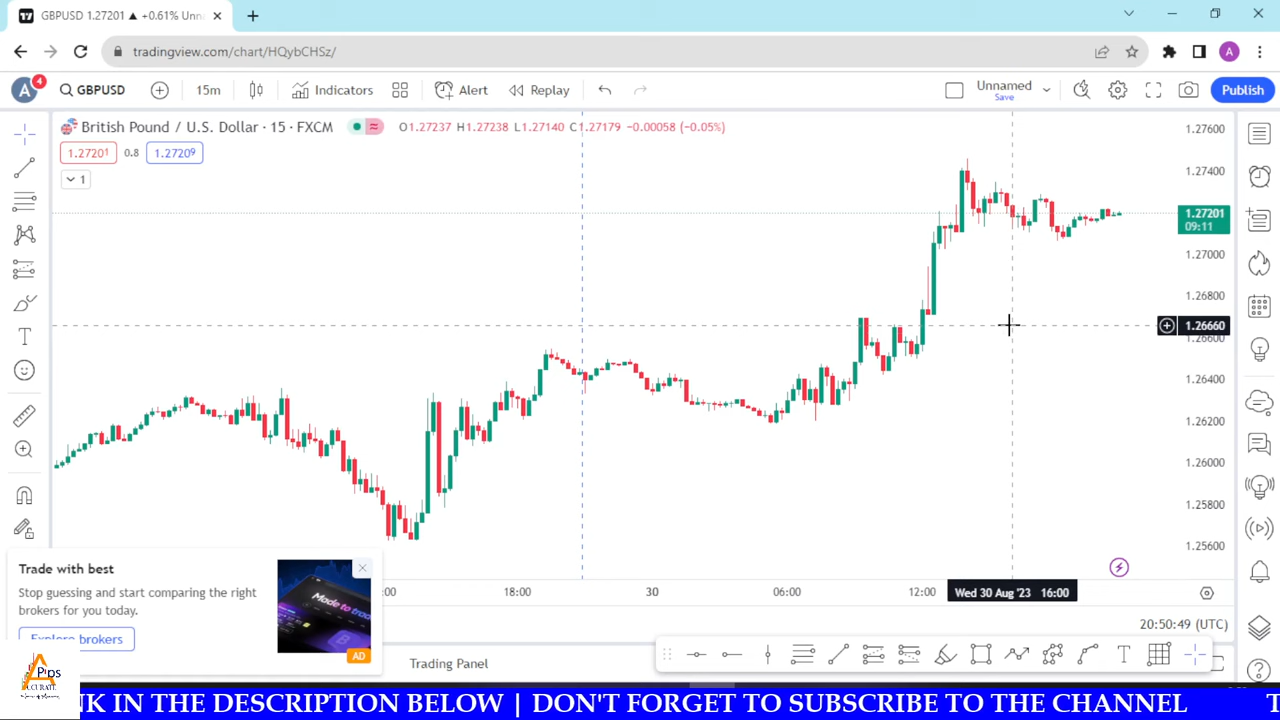 GBPUSD 1.27201 ▲ +0.61% Unn
tradingview.com/chart/HQybCHSz/
A
A
4
GBPUSD
15m
Indicators
Alert
Replay
Unnamed
Save
Publish
British Pound / U.S. Dollar · 15 · FXCM
O1.27237 H1.27238 L1.27140 C1.27179 −0.00058 (−0.05%)
1.27201
0.8
1.27209
1
1.27600
1.27400
1.27201
09:11
1.27000
1.26800
1.26660
1.26600
1.26400
1.26200
1.26000
1.25800
1.25600
Trade with best
Stop guessing and start comparing the right
brokers for you today.
Explore brokers
Made to
AD
:00
18:00
30
06:00
12:00
Wed 30 Aug '23 16:00
20:50:49 (UTC)
Trading Panel
T
Pips
ACCURATE
NK IN THE DESCRIPTION BELOW | DON'T FORGET TO SUBSCRIBE TO THE CHANNEL